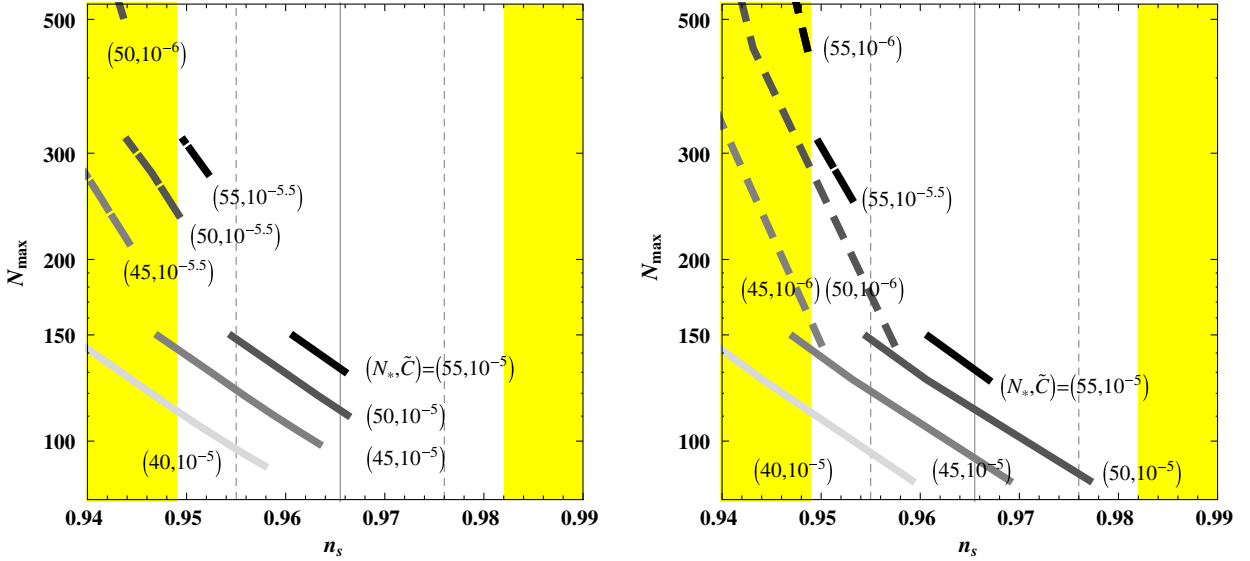 500
(50,10⁻⁶)
300
(55,10⁻⁵·⁵)
(50,10⁻⁵·⁵)
(45,10⁻⁵·⁵)
N_max
200
150
(N_*,C̃)=(55,10⁻⁵)
(50,10⁻⁵)
100
(40,10⁻⁵)
(45,10⁻⁵)
0.94 0.95 0.96 0.97 0.98 0.99
n_s
500
(55,10⁻⁶)
300
(55,10⁻⁵·⁵)
N_max
200
(45,10⁻⁶) (50,10⁻⁶)
150
(N_*,C̃)=(55,10⁻⁵)
100
(40,10⁻⁵) (45,10⁻⁵) (50,10⁻⁵)
0.94 0.95 0.96 0.97 0.98 0.99
n_s